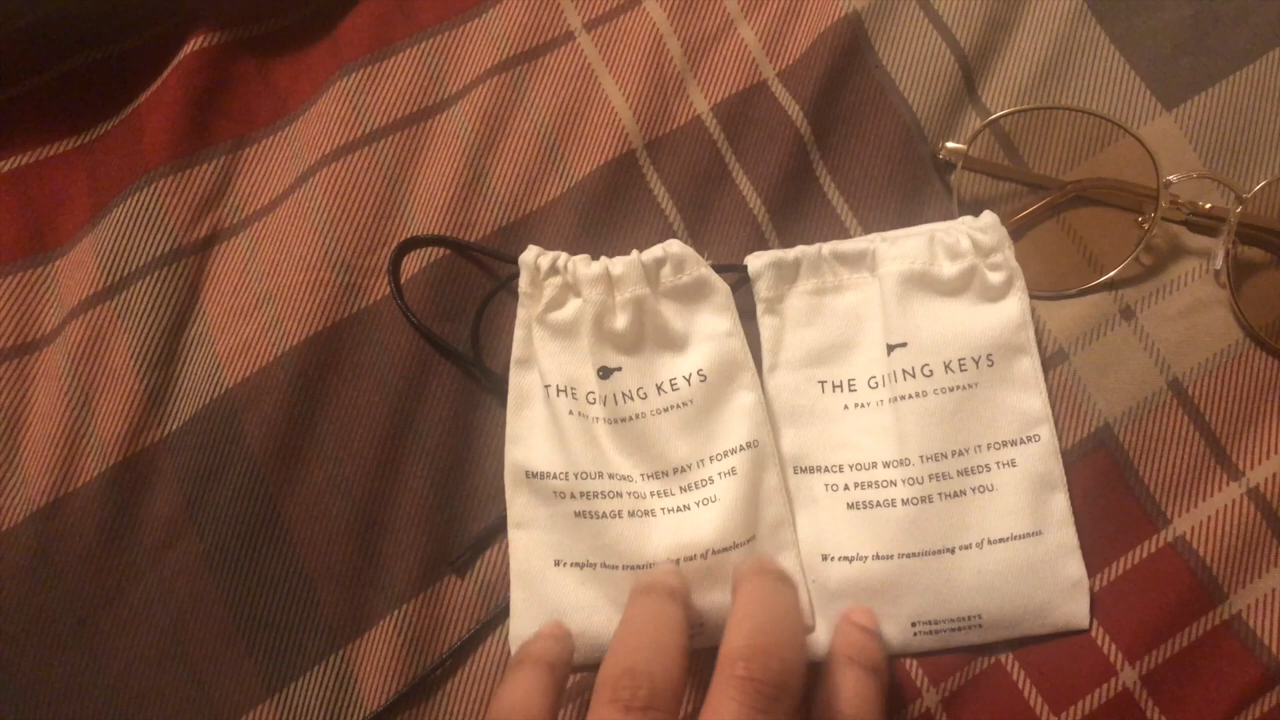 THE GIVING KEYS
A PAY IT FORWARD COMPANY
EMBRACE YOUR WORD, THEN PAY IT FORWARD
TO A PERSON YOU FEEL NEEDS THE
MESSAGE MORE THAN YOU.
We employ those transitioning out of homelessness.
THE GIVING KEYS
A PAY IT FORWARD COMPANY
EMBRACE YOUR WORD, THEN PAY IT FORWARD
TO A PERSON YOU FEEL NEEDS THE
MESSAGE MORE THAN YOU.
We employ those transitioning out of homelessness.
@THEGIVINGKEYS
#THEGIVINGKEYS